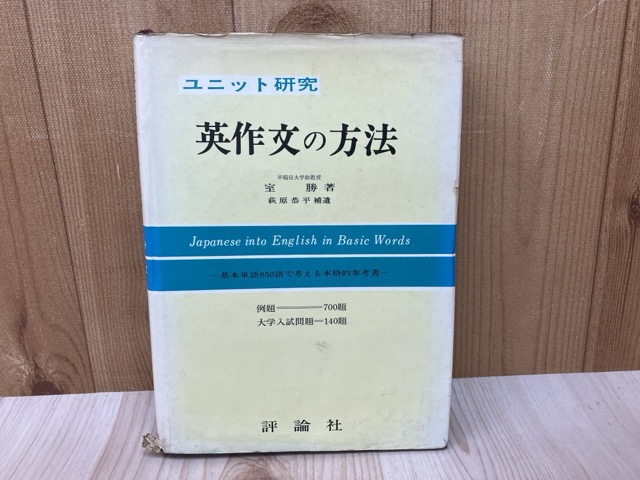 ユニット研究
英作文の方法
早稲田大学助教授
室勝著
萩原恭平補遺
Japanese into English in Basic Words
—基本単語850語で考える本格的参考書—
例題———700題
大学入試問題—140題
評論社